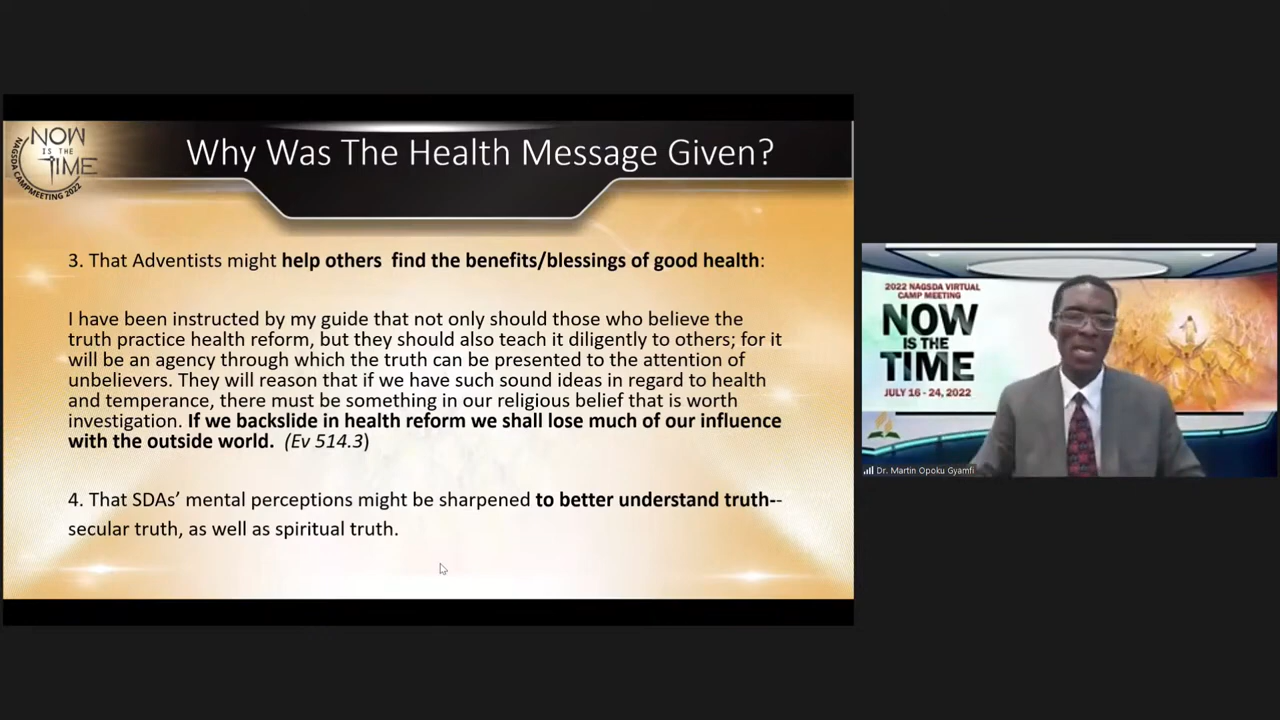 NOW
IS THE
TIME
NAGSDA CAMPMEETING 2022
Why Was The Health Message Given?
3. That Adventists might help others  find the benefits/blessings of good health:
I have been instructed by my guide that not only should those who believe the
truth practice health reform, but they should also teach it diligently to others; for it
will be an agency through which the truth can be presented to the attention of
unbelievers. They will reason that if we have such sound ideas in regard to health
and temperance, there must be something in our religious belief that is worth
investigation. If we backslide in health reform we shall lose much of our influence
with the outside world.  (Ev 514.3)
4. That SDAs’ mental perceptions might be sharpened to better understand truth--
secular truth, as well as spiritual truth.
2022 NAGSDA VIRTUAL
CAMP MEETING
NOW
IS THE
TIME
JULY 16 - 24, 2022
Dr. Martin Opoku Gyamfi